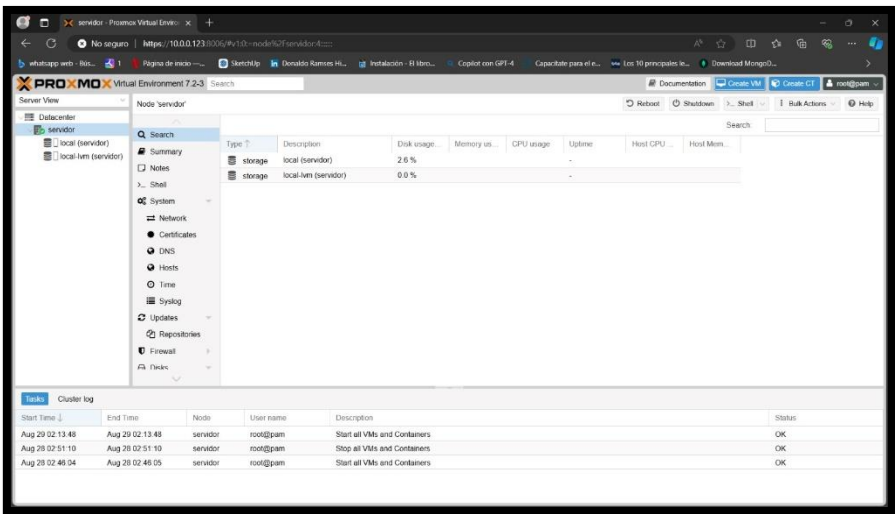 servidor - Proxmox Virtual Enviro
No seguro https://10.0.0.123:8006/#v1:0:=node%2Fservidor:4::::::
whatsapp web - Bús... 1 Página de inicio —... SketchUp Donaldo Ramses Hi... Instalación - El libro... Copilot con GPT-4 Capacitate para el e... Los 10 principales le... Download MongoD...
PROXMOX Virtual Environment 7.2-3 Search Documentation Create VM Create CT root@pam
Server View Node 'servidor' Reboot Shutdown Shell Bulk Actions Help
Datacenter
servidor
local (servidor)
local-lvm (servidor)
Search
Summary
Notes
Shell
System
Network
Certificates
DNS
Hosts
Time
Syslog
Updates
Repositories
Firewall
Disks
Search:
Type Description Disk usage... Memory us... CPU usage Uptime Host CPU ... Host Mem...
storage local (servidor) 2.6 % -
storage local-lvm (servidor) 0.0 % -
Tasks Cluster log
Start Time End Time Node User name Description Status
Aug 29 02:13:48 Aug 29 02:13:48 servidor root@pam Start all VMs and Containers OK
Aug 28 02:51:10 Aug 28 02:51:10 servidor root@pam Stop all VMs and Containers OK
Aug 28 02:46:04 Aug 28 02:46:05 servidor root@pam Start all VMs and Containers OK